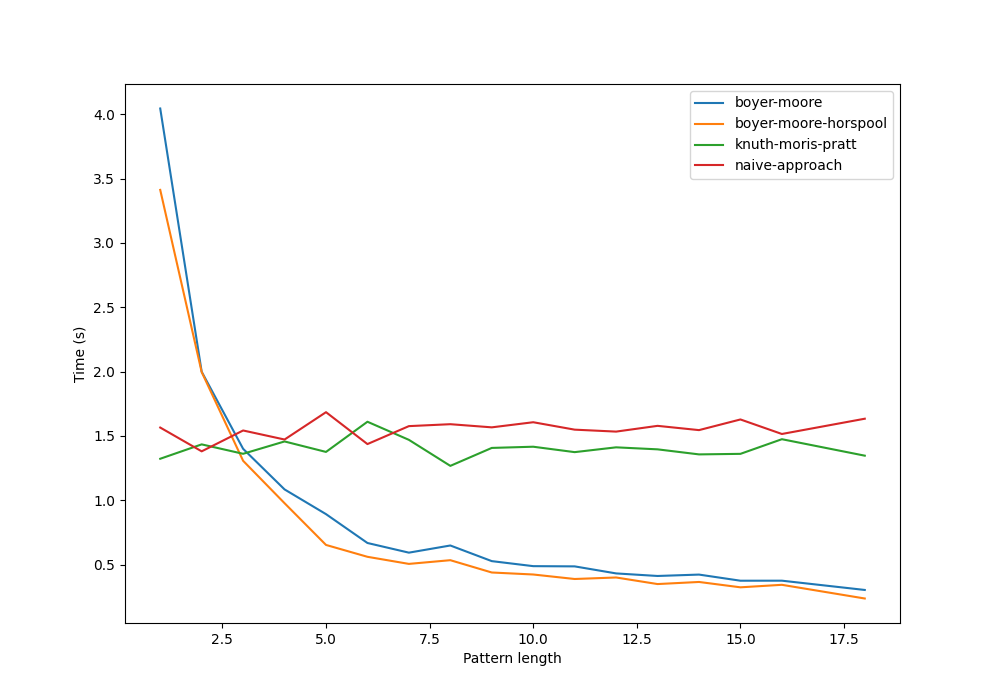 boyer-moore
boyer-moore-horspool
knuth-moris-pratt
naive-approach
4.0
3.5
3.0
2.5
2.0
1.5
1.0
0.5
Time (s)
2.5 5.0 7.5 10.0 12.5 15.0 17.5
Pattern length